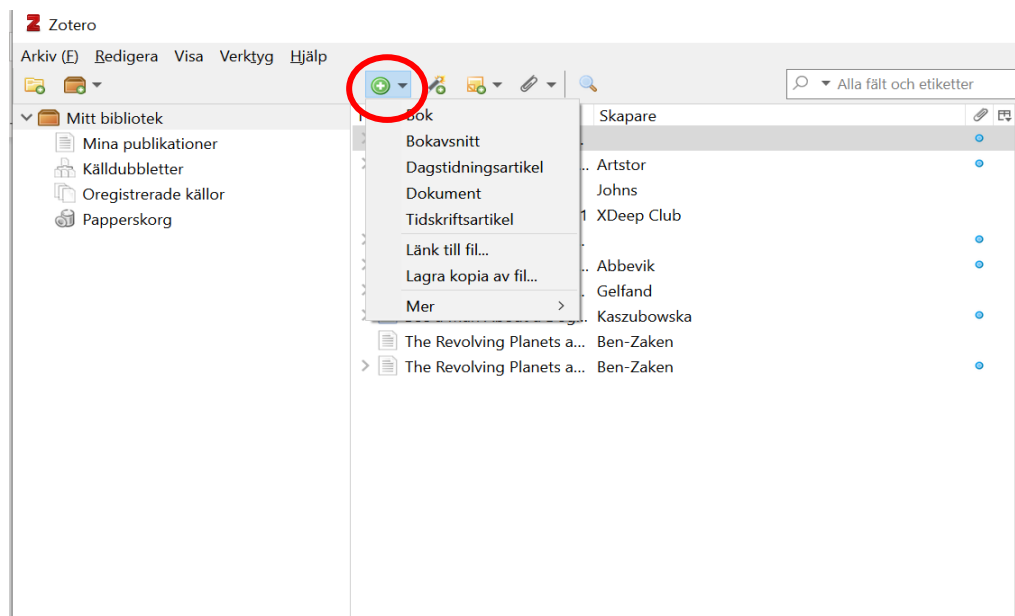 Zotero
Arkiv (F) Redigera Visa Verktyg Hjälp
Alla fält och etiketter
Mitt bibliotek
Mina publikationer
Källdubbletter
Oregistrerade källor
Papperskorg
Bok
Bokavsnitt
Dagstidningsartikel
Dokument
Tidskriftsartikel
Länk till fil...
Lagra kopia av fil...
Mer
Skapare
.. Artstor
Johns
1 XDeep Club
.. Abbevik
. Gelfand
Kaszubowska
The Revolving Planets a... Ben-Zaken
The Revolving Planets a... Ben-Zaken